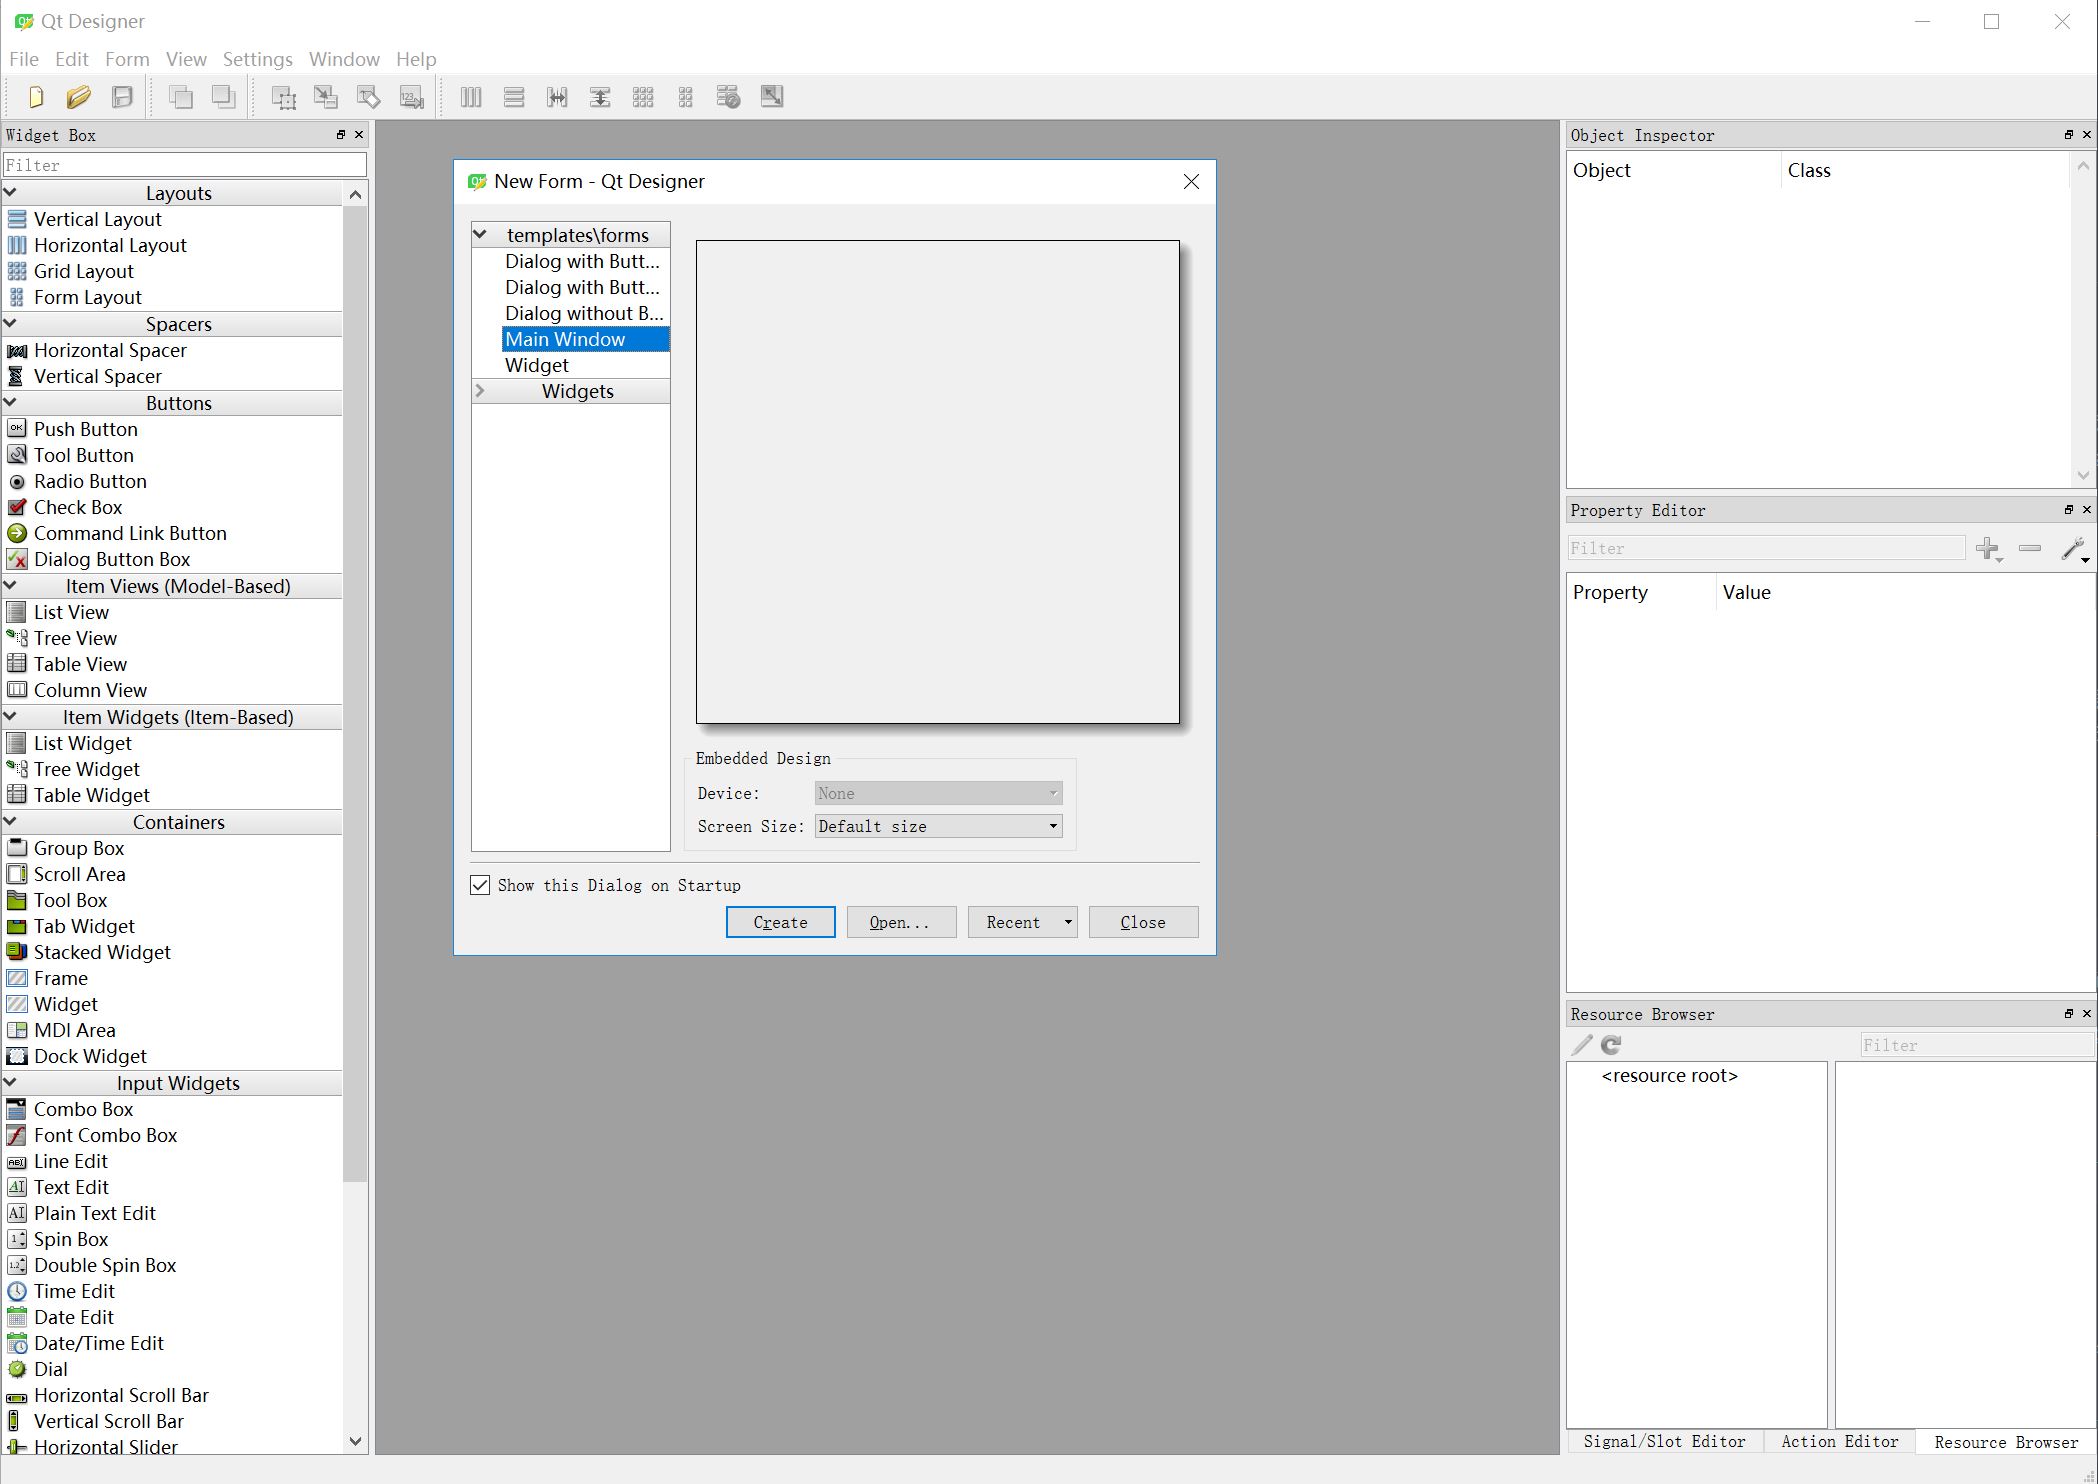 Qt Designer
File Edit Form View Settings Window Help
Widget Box
Filter
Layouts
Vertical Layout
Horizontal Layout
Grid Layout
Form Layout
Spacers
Horizontal Spacer
Vertical Spacer
Buttons
Push Button
Tool Button
Radio Button
Check Box
Command Link Button
Dialog Button Box
Item Views (Model-Based)
List View
Tree View
Table View
Column View
Item Widgets (Item-Based)
List Widget
Tree Widget
Table Widget
Containers
Group Box
Scroll Area
Tool Box
Tab Widget
Stacked Widget
Frame
Widget
MDI Area
Dock Widget
Input Widgets
Combo Box
Font Combo Box
Line Edit
Text Edit
Plain Text Edit
Spin Box
Double Spin Box
Time Edit
Date Edit
Date/Time Edit
Dial
Horizontal Scroll Bar
Vertical Scroll Bar
Horizontal Slider
New Form - Qt Designer
templates\forms
Dialog with Butt...
Dialog with Butt...
Dialog without B...
Main Window
Widget
Widgets
Embedded Design
Device: None
Screen Size: Default size
Show this Dialog on Startup
Create Open... Recent Close
Object Inspector
Object Class
Property Editor
Filter
Property Value
Resource Browser
Filter
<resource root>
Signal/Slot Editor Action Editor Resource Browser